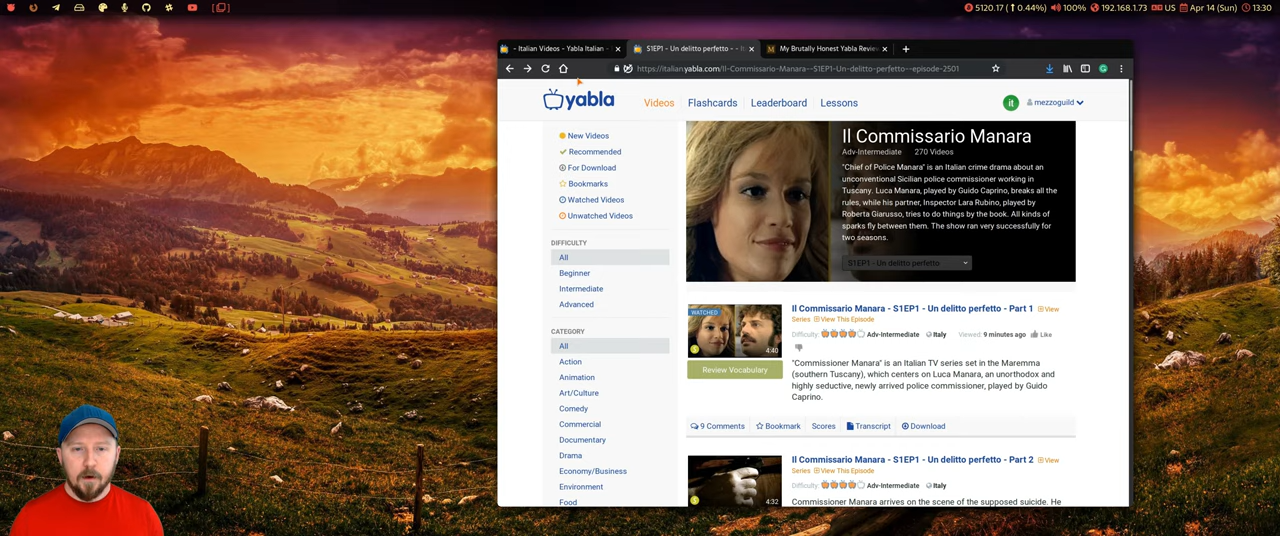 5120.17 (↑0.44%) 100% 192.168.1.73 US Apr 14 (Sun) 13:30
- Italian Videos - Yabla Italian -
S1EP1 - Un delitto perfetto - - It
My Brutally Honest Yabla Review
https://italian.yabla.com/Il-Commissario-Manara--S1EP1-Un-delitto-perfetto--episode-2501
yabla
Videos
Flashcards
Leaderboard
Lessons
it
mezzoguild
New Videos
Recommended
For Download
Bookmarks
Watched Videos
Unwatched Videos
DIFFICULTY
All
Beginner
Intermediate
Advanced
CATEGORY
All
Action
Animation
Art/Culture
Comedy
Commercial
Documentary
Drama
Economy/Business
Environment
Food
Il Commissario Manara
Adv-Intermediate 270 Videos
"Chief of Police Manara" is an Italian crime drama about an
unconventional Sicilian police commissioner working in
Tuscany. Luca Manara, played by Guido Caprino, breaks all the
rules, while his partner, Inspector Lara Rubino, played by
Roberta Giarusso, tries to do things by the book. All kinds of
sparks fly between them. The show ran very successfully for
two seasons.
S1EP1 - Un delitto perfetto
WATCHED
4:40
Review Vocabulary
Il Commissario Manara - S1EP1 - Un delitto perfetto - Part 1 View
Series View This Episode
Difficulty: Adv-Intermediate Italy Viewed: 9 minutes ago Like
"Commissioner Manara" is an Italian TV series set in the Maremma
(southern Tuscany), which centers on Luca Manara, an unorthodox and
highly seductive, newly arrived police commissioner, played by Guido
Caprino.
9 Comments Bookmark Scores Transcript Download
4:32
Il Commissario Manara - S1EP1 - Un delitto perfetto - Part 2 View
Series View This Episode
Difficulty: Adv-Intermediate Italy
Commissioner Manara arrives on the scene of the supposed suicide. He